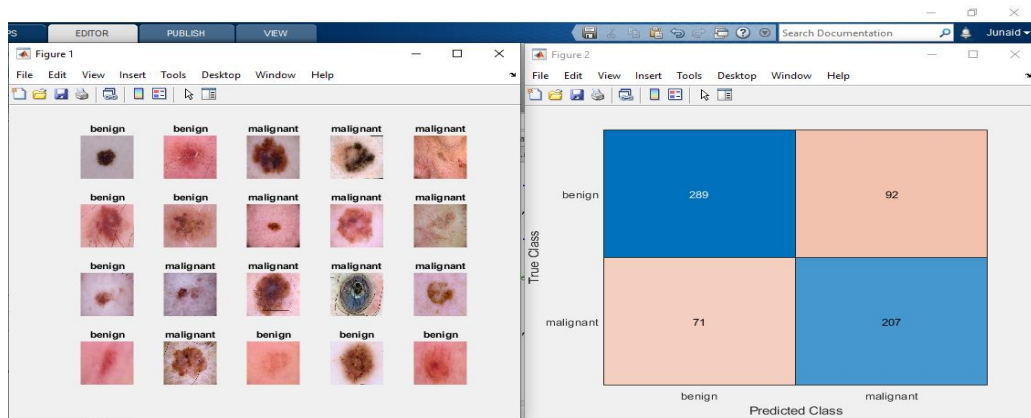 PS EDITOR PUBLISH VIEW Search Documentation Junaid
Figure 1
File Edit View Insert Tools Desktop Window Help
benign benign malignant malignant malignant
benign benign malignant malignant malignant
benign malignant malignant malignant malignant
benign malignant benign benign benign
Figure 2
File Edit View Insert Tools Desktop Window Help
True Class
benign 289 92
malignant 71 207
benign malignant
Predicted Class